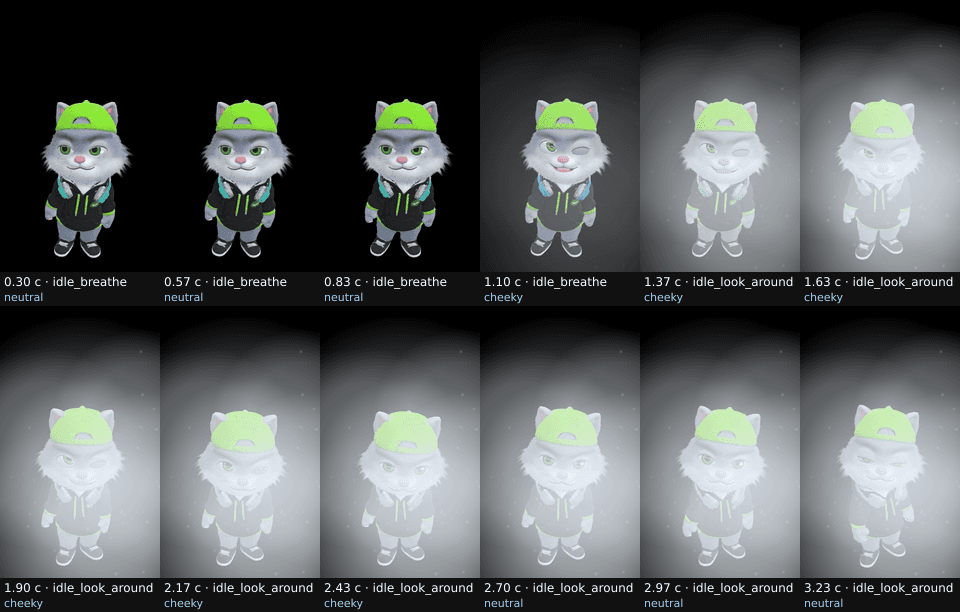 0.30 c · idle_breathe
neutral
0.57 c · idle_breathe
neutral
0.83 c · idle_breathe
neutral
1.10 c · idle_breathe
cheeky
1.37 c · idle_look_around
cheeky
1.63 c · idle_look_around
cheeky
1.90 c · idle_look_around
cheeky
2.17 c · idle_look_around
cheeky
2.43 c · idle_look_around
cheeky
2.70 c · idle_look_around
neutral
2.97 c · idle_look_around
neutral
3.23 c · idle_look_around
neutral